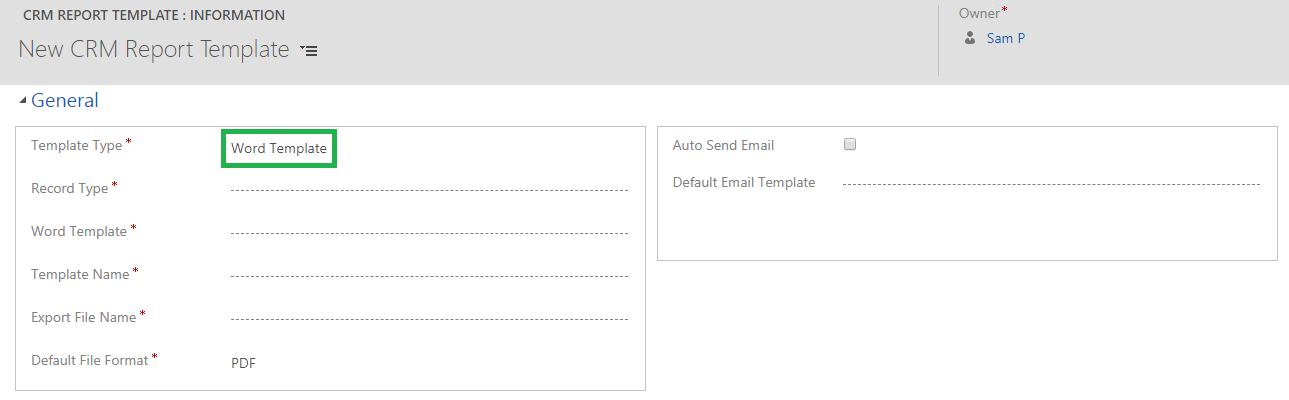 CRM REPORT TEMPLATE : INFORMATION
New CRM Report Template
Owner*
Sam P
General
Template Type* Word Template
Record Type*
Word Template*
Template Name*
Export File Name*
Default File Format* PDF
Auto Send Email
Default Email Template